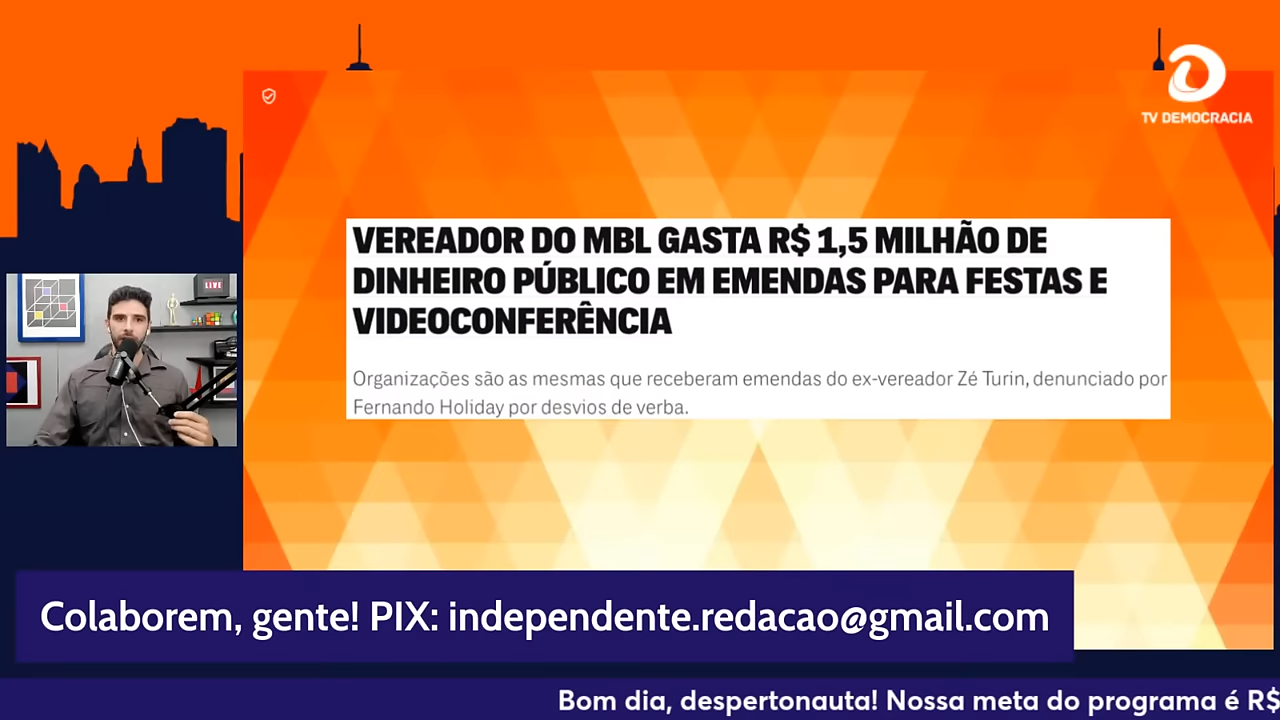 TV DEMOCRACIA
LIVE
VEREADOR DO MBL GASTA R$ 1,5 MILHÃO DE
DINHEIRO PÚBLICO EM EMENDAS PARA FESTAS E
VIDEOCONFERÊNCIA
Organizações são as mesmas que receberam emendas do ex-vereador Zé Turin, denunciado por
Fernando Holiday por desvios de verba.
Colaborem, gente! PIX: independente.redacao@gmail.com
Bom dia, despertonauta! Nossa meta do programa é R$